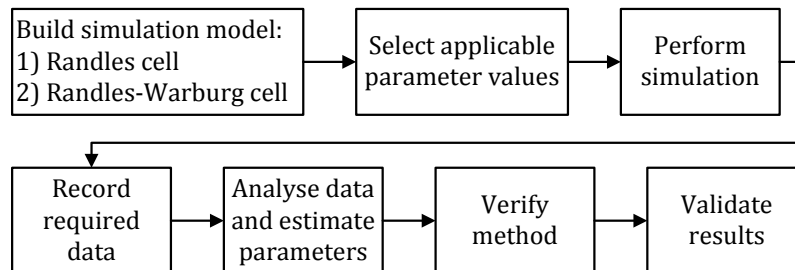 Build simulation model:
1) Randles cell
2) Randles-Warburg cell
Select applicable
parameter values
Perform
simulation
Record
required
data
Analyse data
and estimate
parameters
Verify
method
Validate
results